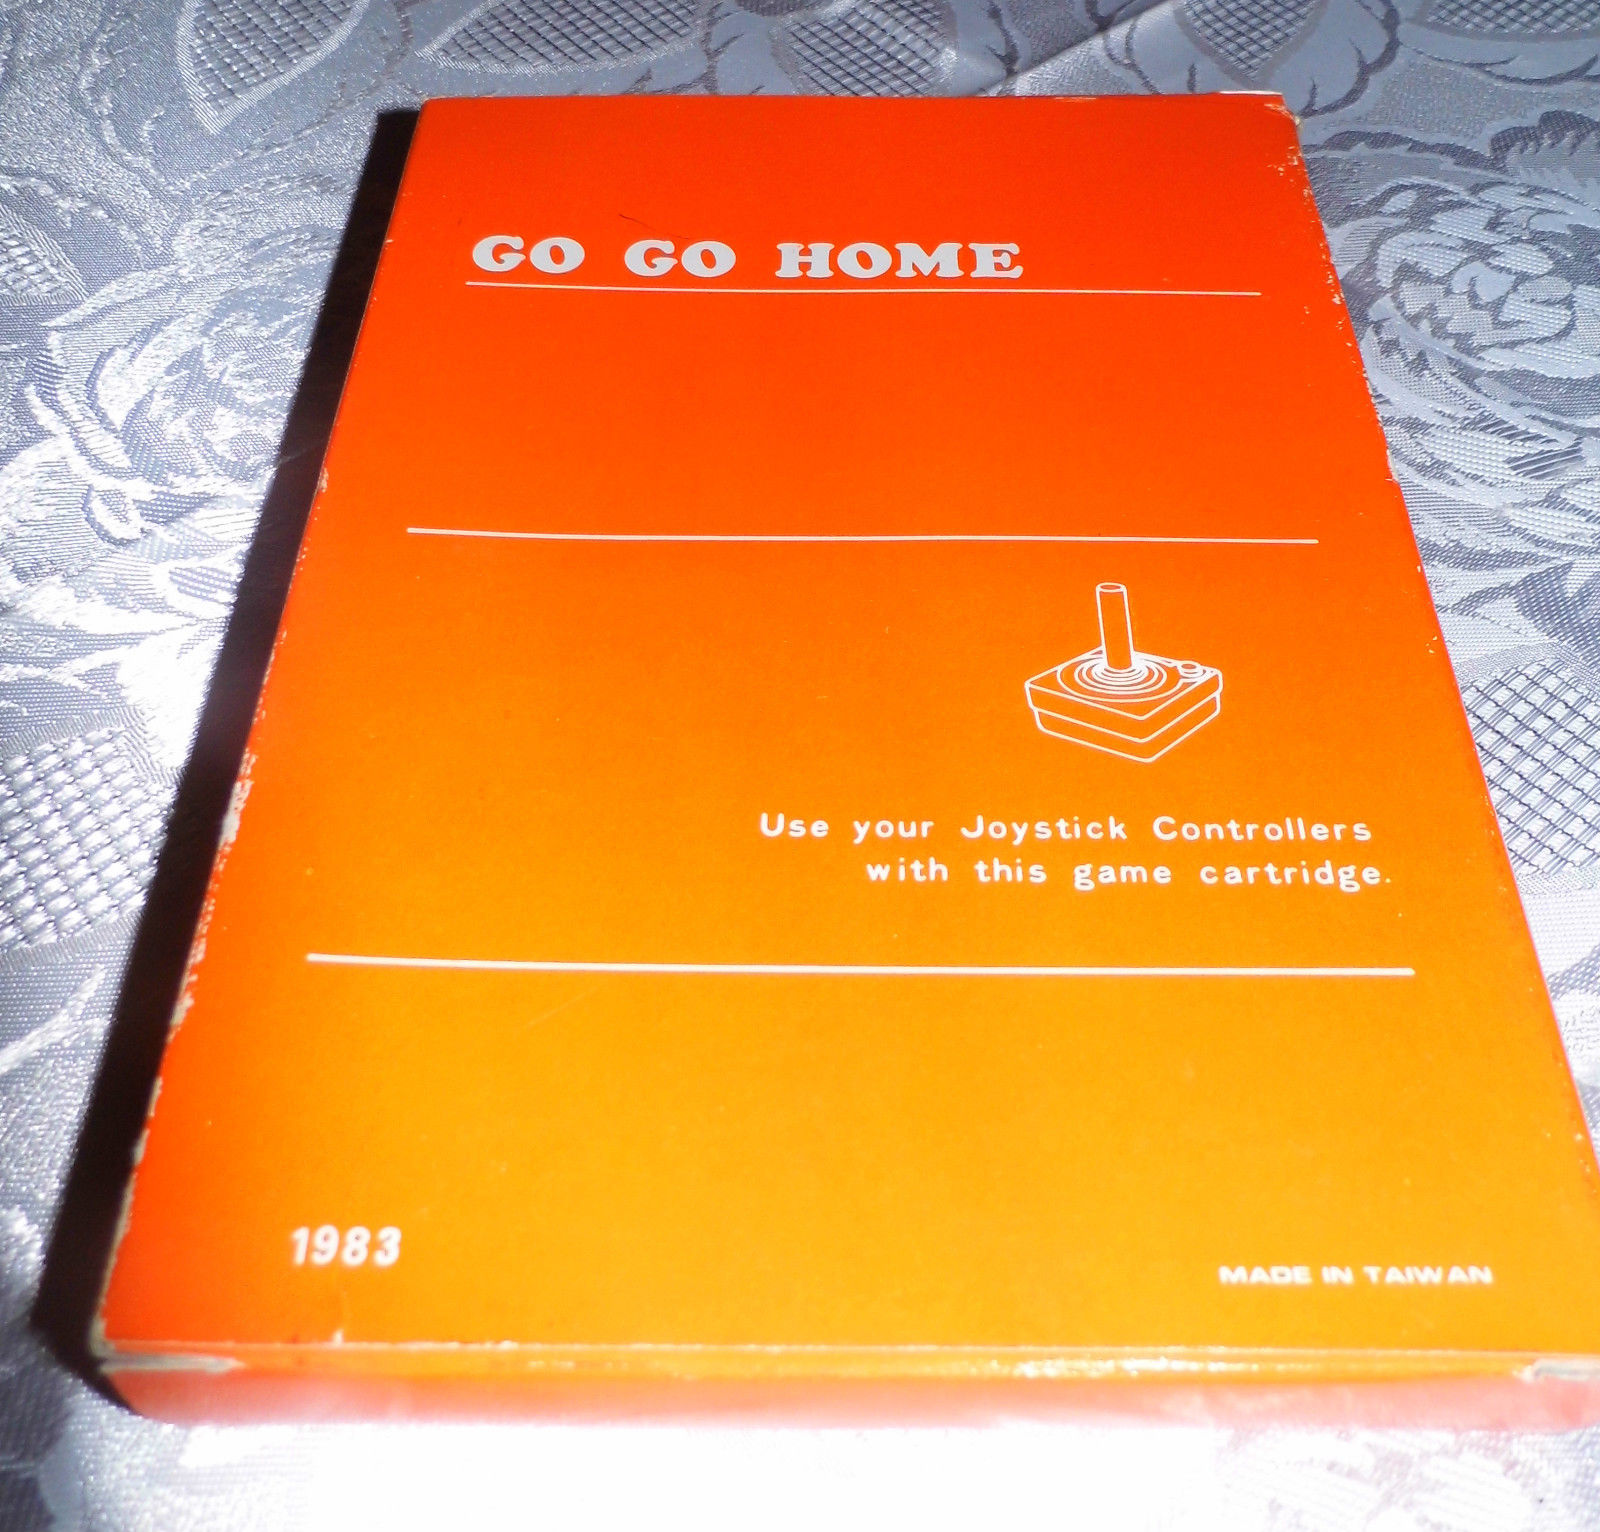 GO GO HOME
Use your Joystick Controllers
with this game cartridge.
1983
MADE IN TAIWAN